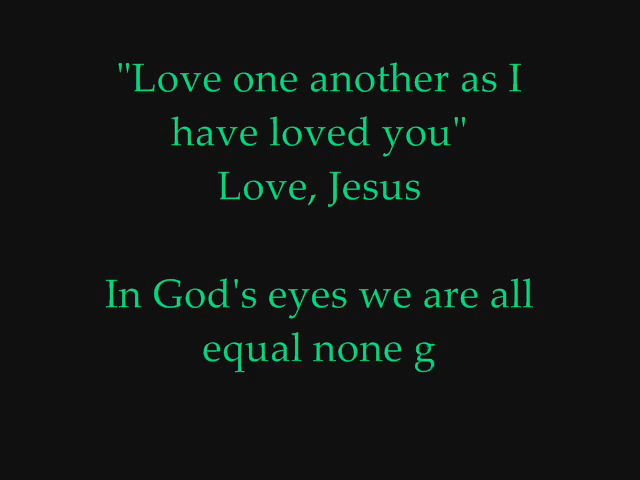 "Love one another as I
have loved you"
Love, Jesus
In God's eyes we are all
equal none g